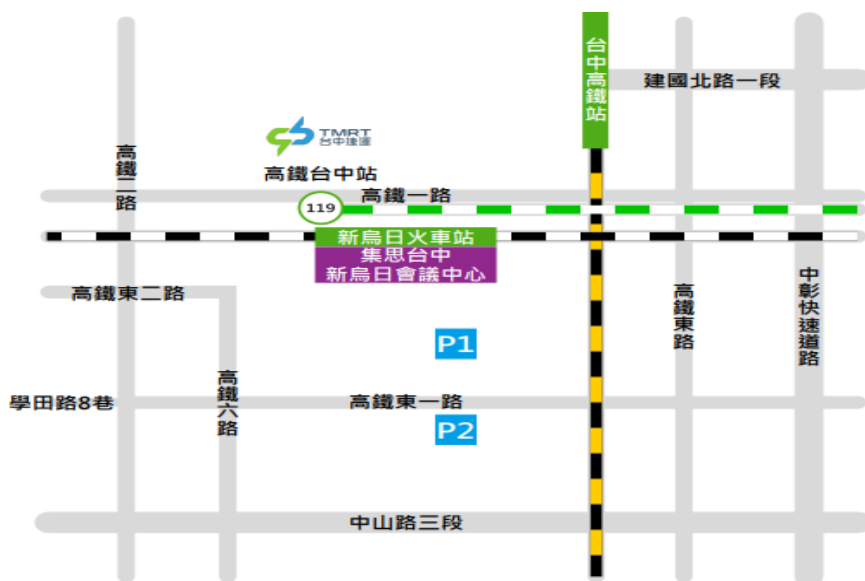 台中高鐵站
建國北路一段
TMRT
台中捷運
高鐵二路
高鐵台中站
高鐵一路
119
新烏日火車站
集思台中
新烏日會議中心
高鐵東二路
高鐵東路
中彰快速道路
P1
高鐵六路
學田路8巷
高鐵東一路
P2
中山路三段